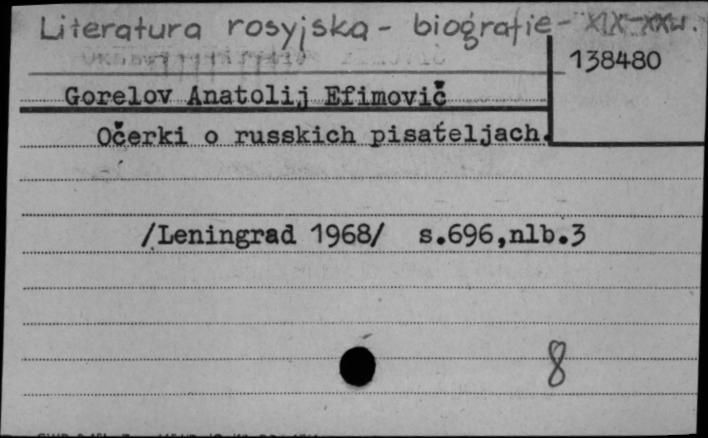 Literatura rosyjska - biografie - XIX-XXw.
138480
Gorelov Anatolij Efimovič
Očerki o russkich pisateljach.
/Leningrad 1968/ s.696,nlb.3
8